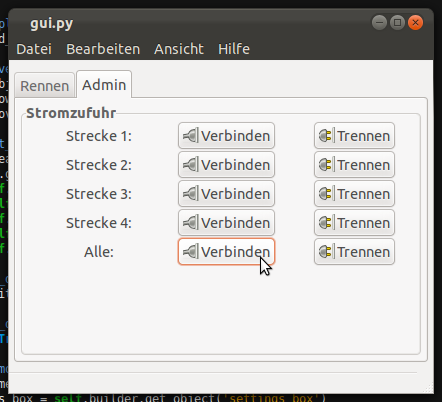 gui.py
Datei Bearbeiten Ansicht Hilfe
Rennen Admin
Stromzufuhr
Strecke 1: Verbinden Trennen
Strecke 2: Verbinden Trennen
Strecke 3: Verbinden Trennen
Strecke 4: Verbinden Trennen
Alle: Verbinden Trennen
s_box = self.builder.get_object('settings_box')